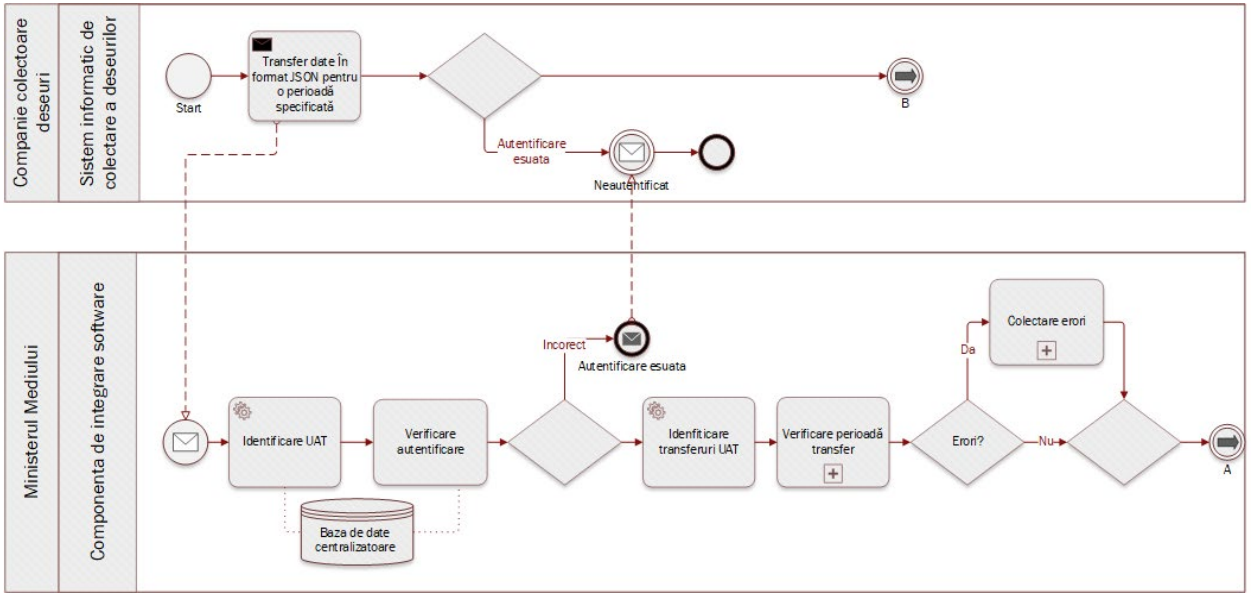 Companie colectoare
deseuri
Sistem informatic de
colectare a deseurilor
Start
Transfer date În
format JSON pentru
o perioadă
specificată
B
Autentificare
esuata
Neautentificat
Ministerul Mediului
Componenta de integrare software
Identificare UAT
Verificare
autentificare
Baza de date
centralizatoare
Incorect
Autentificare esuata
Idenfiticare
transferuri UAT
Verificare perioadă
transfer
Erori?
Da
Nu
Colectare erori
A